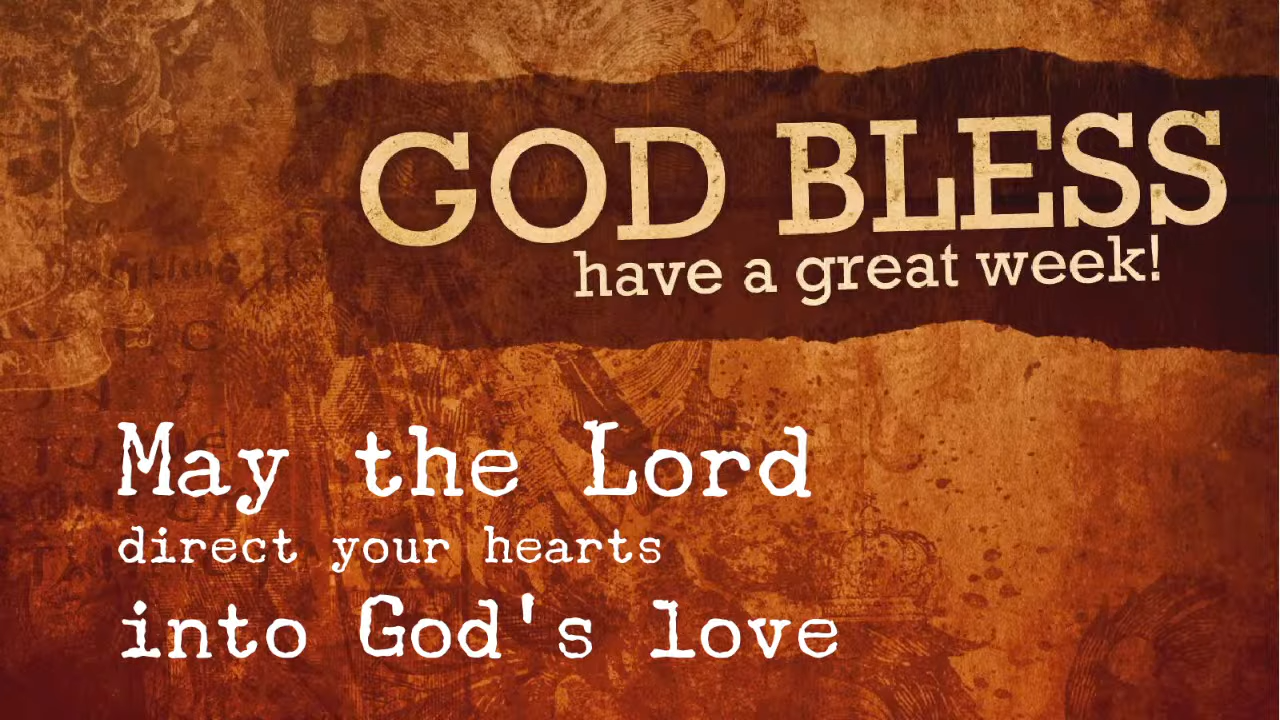 GOD BLESS
have a great week!
May the Lord
direct your hearts
into God's love